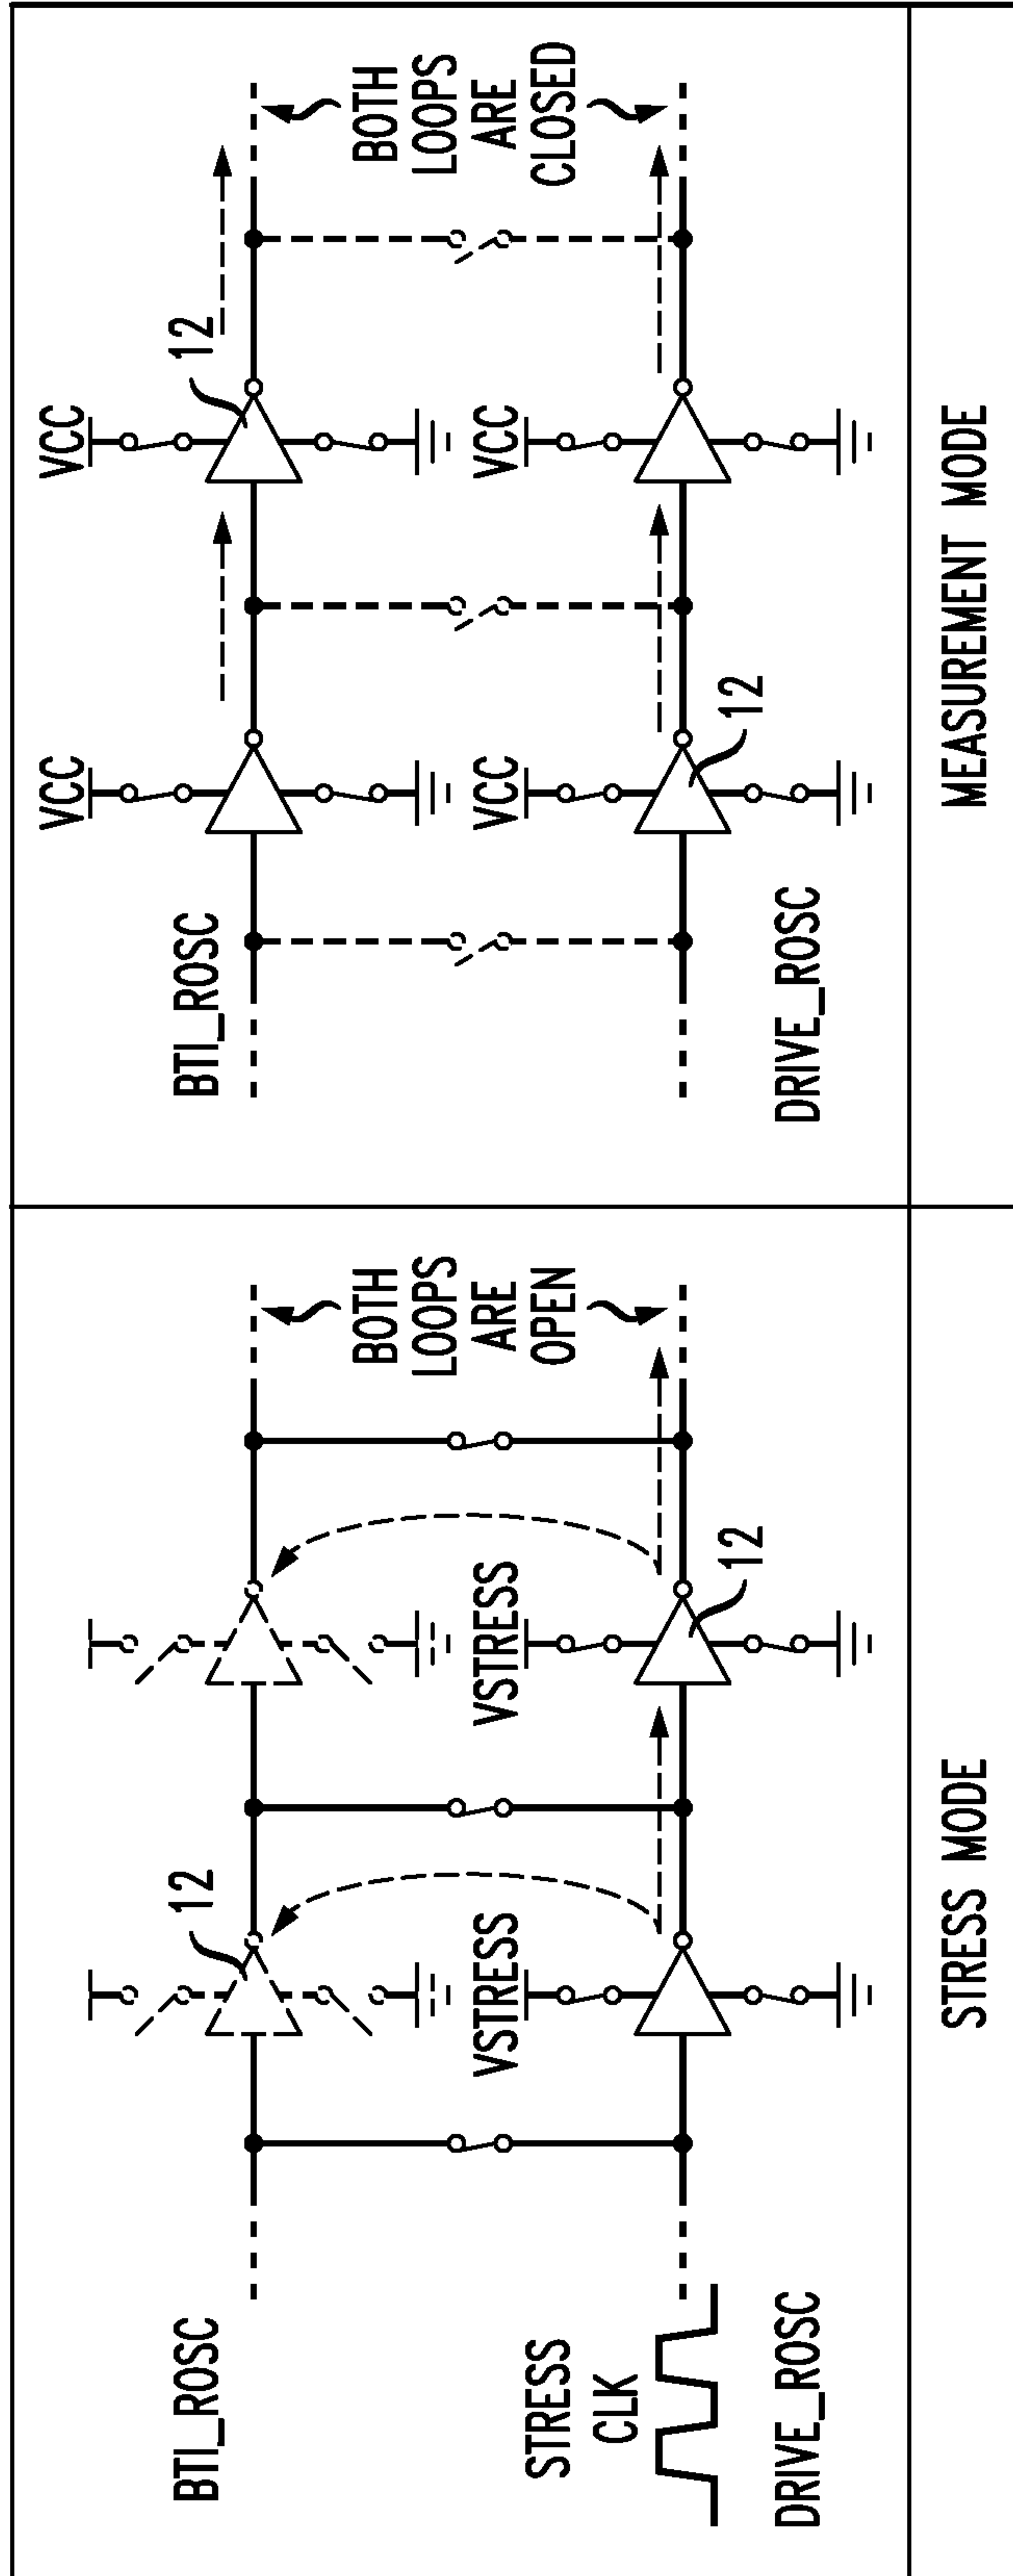 BTI_ROSC
12
BOTH
LOOPS
ARE
OPEN
VSTRESS
VSTRESS
STRESS
CLK
12
DRIVE_ROSC
STRESS MODE
VCC
VCC
BTI_ROSC
12
BOTH
LOOPS
ARE
CLOSED
VCC
VCC
12
DRIVE_ROSC
MEASUREMENT MODE